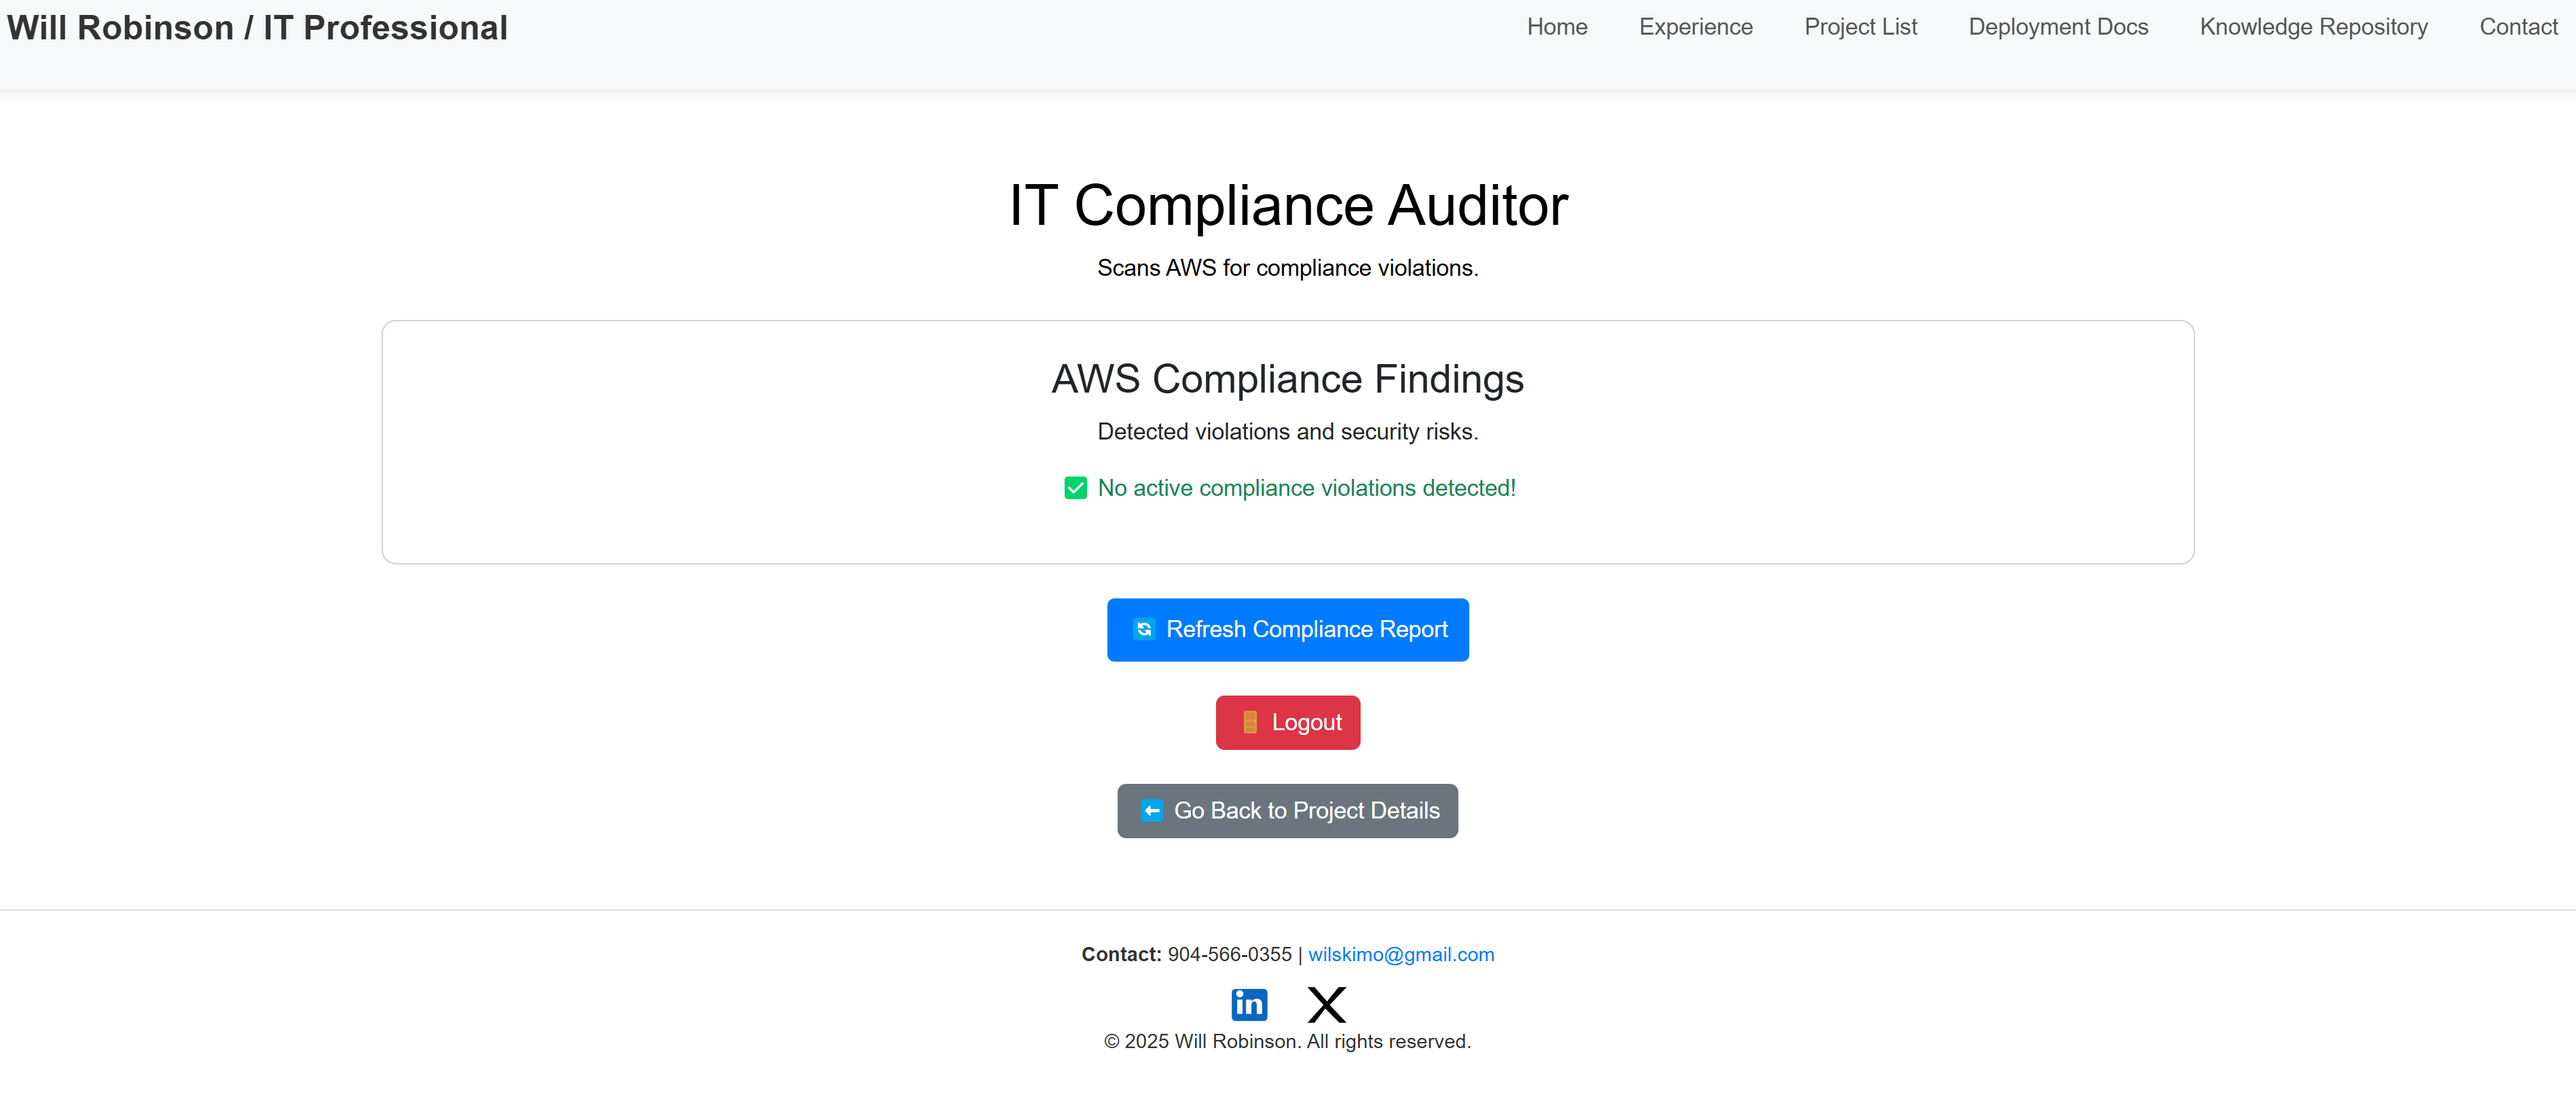 Will Robinson / IT Professional
Home Experience Project List Deployment Docs Knowledge Repository Contact
IT Compliance Auditor
Scans AWS for compliance violations.
AWS Compliance Findings
Detected violations and security risks.
✅ No active compliance violations detected!
🔄 Refresh Compliance Report
🚪 Logout
⬅️ Go Back to Project Details
Contact: 904-566-0355 | wilskimo@gmail.com
in X
© 2025 Will Robinson. All rights reserved.